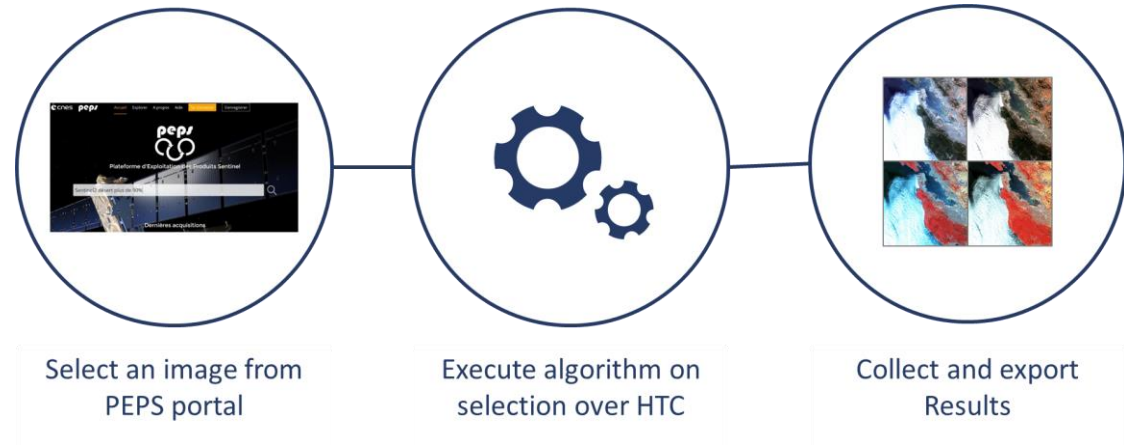 cnes peps Accueil Explorer A propos Aide S'enregistrer
peps
Plateforme d'Exploitation des Produits Sentinel
Dernières acquisitions
Select an image from
PEPS portal
Execute algorithm on
selection over HTC
Collect and export
Results